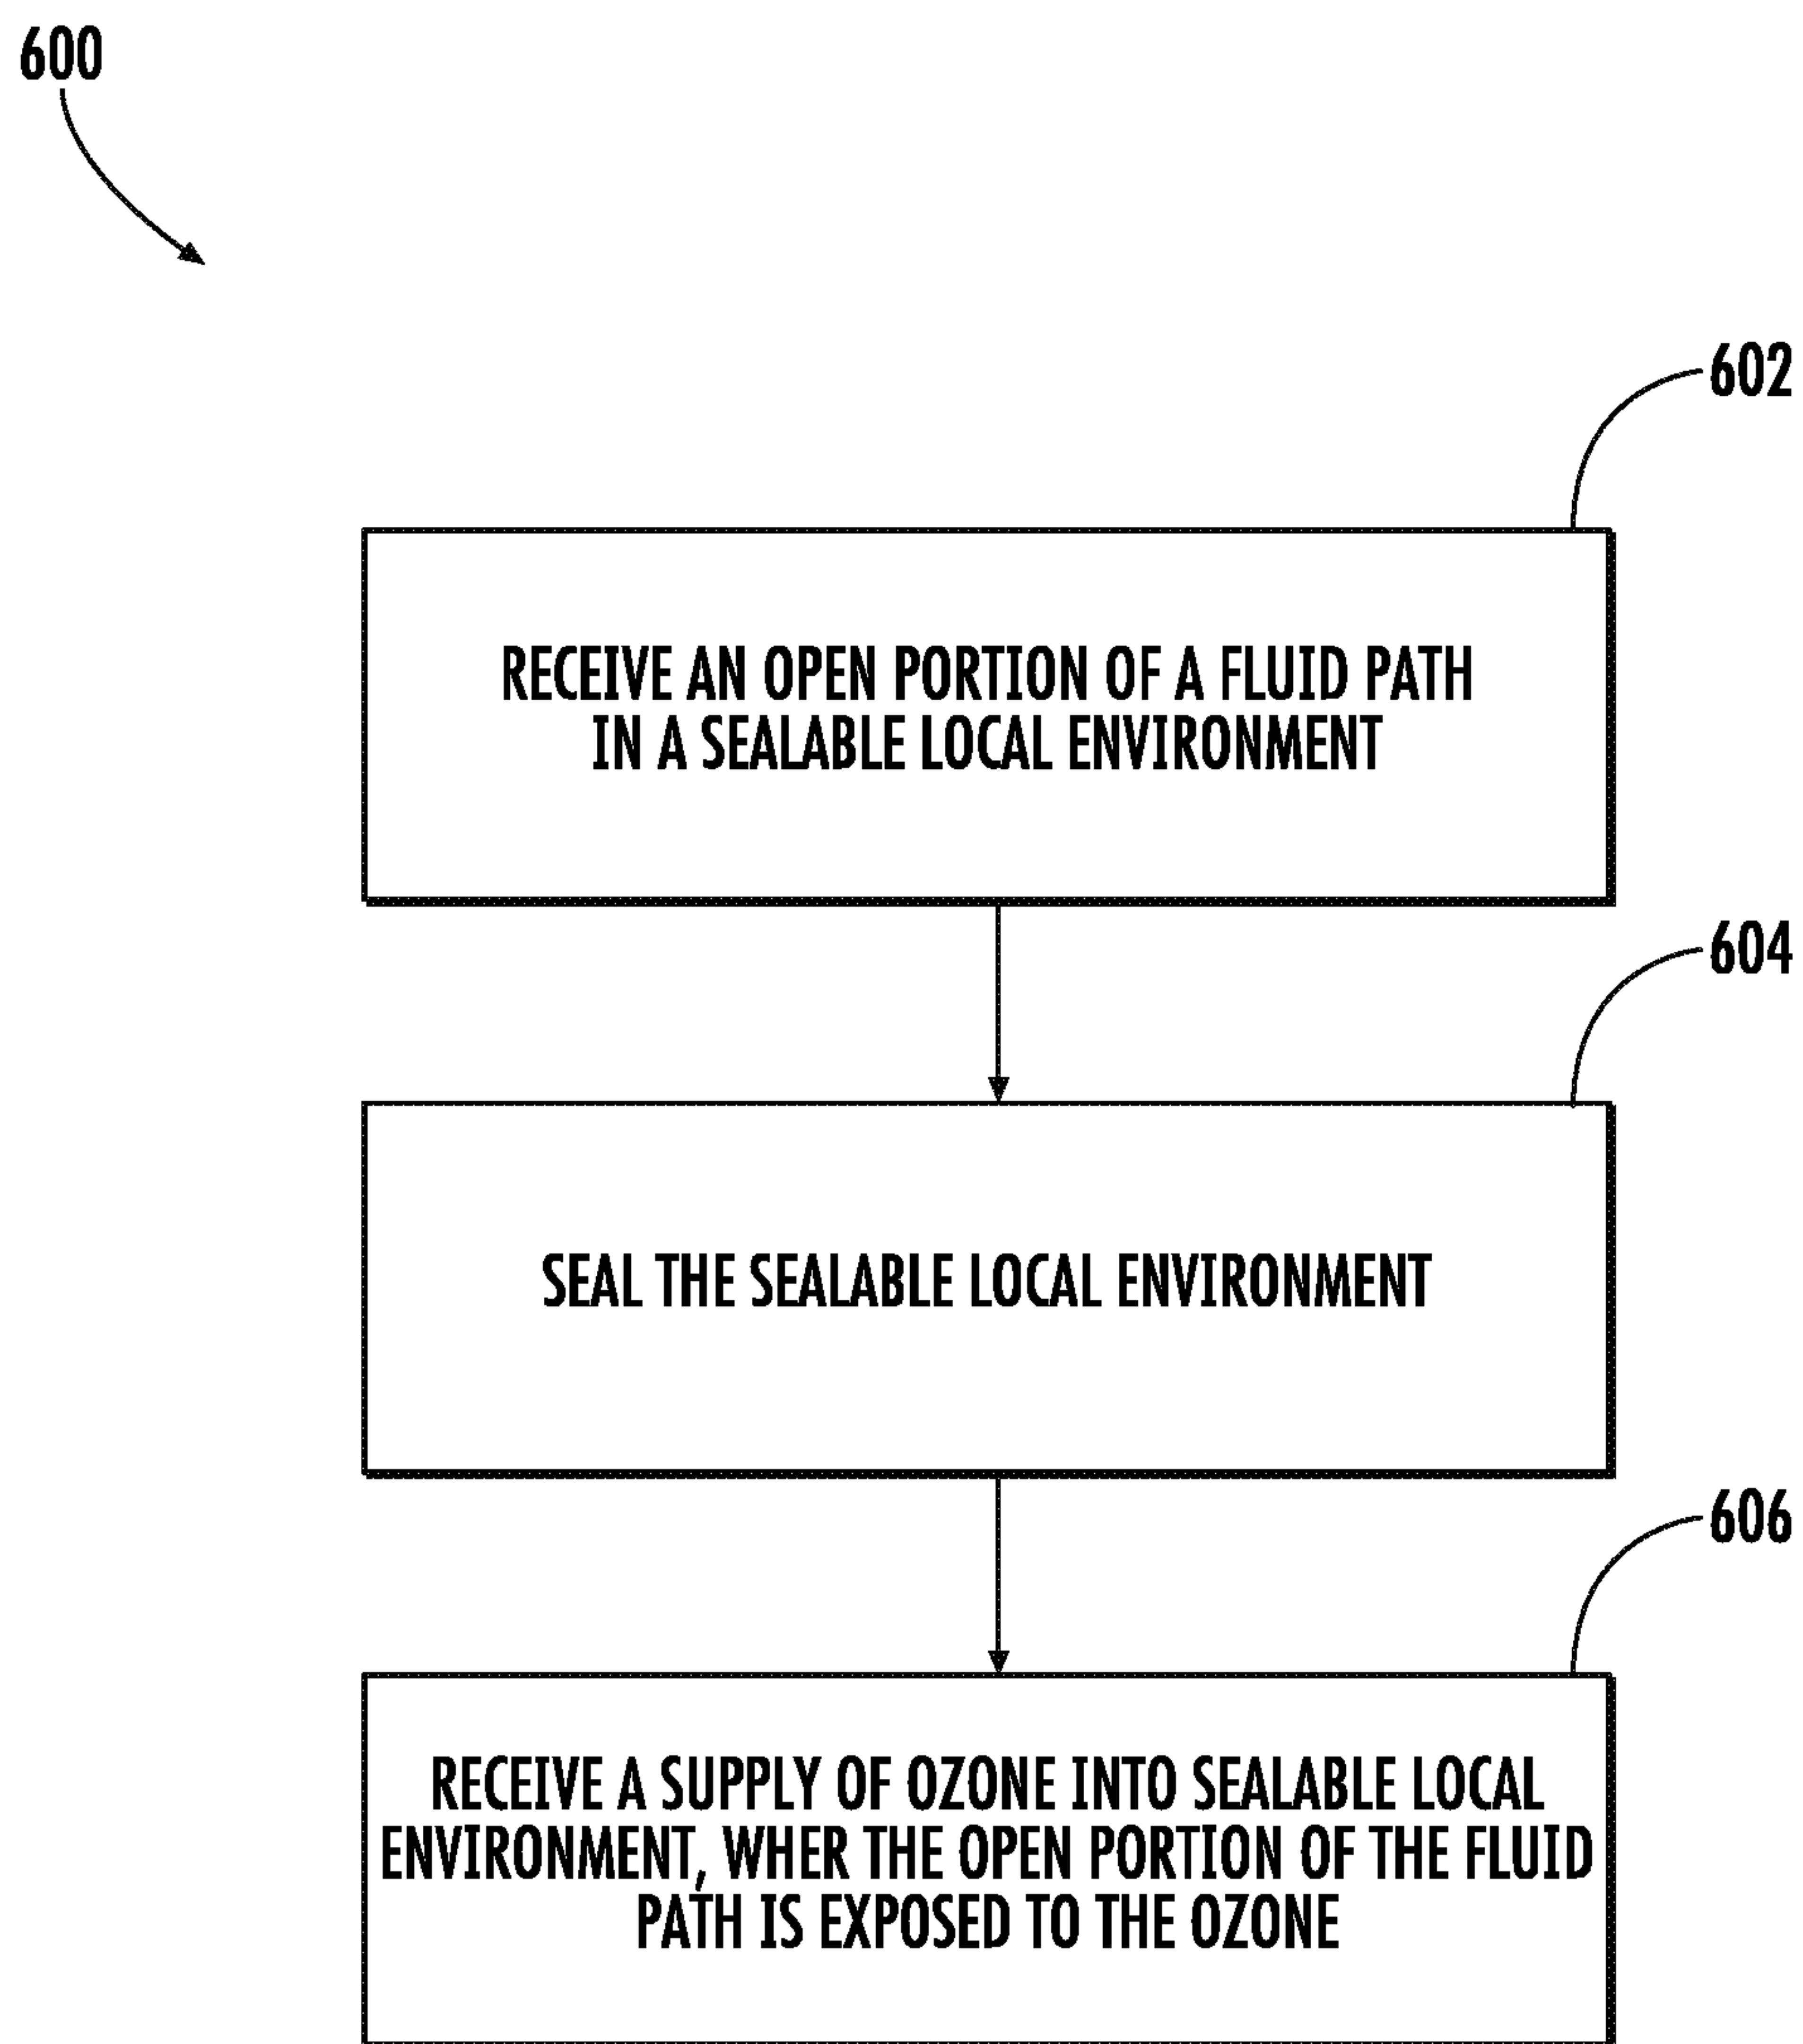 600
602
RECEIVE AN OPEN PORTION OF A FLUID PATH
IN A SEALABLE LOCAL ENVIRONMENT
604
SEAL THE SEALABLE LOCAL ENVIRONMENT
606
RECEIVE A SUPPLY OF OZONE INTO SEALABLE LOCAL
ENVIRONMENT, WHER THE OPEN PORTION OF THE FLUID
PATH IS EXPOSED TO THE OZONE